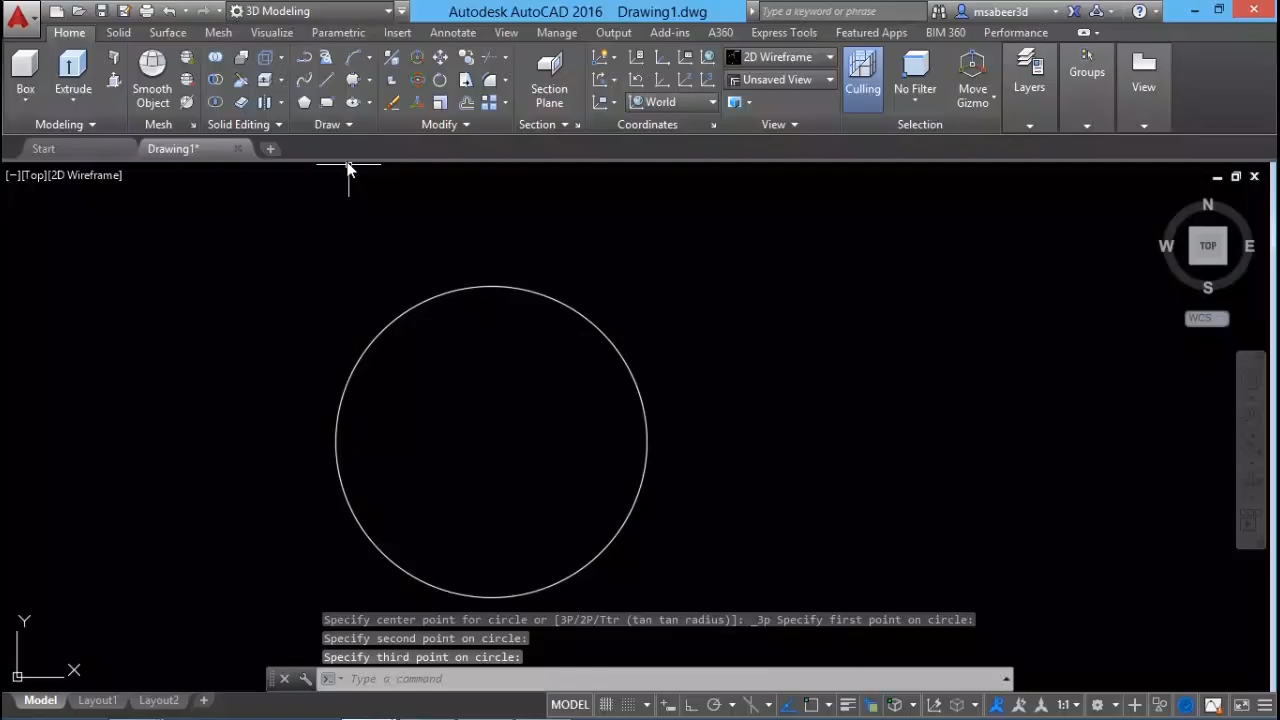 3D Modeling
Autodesk AutoCAD 2016 Drawing1.dwg
Type a keyword or phrase
msabeer3d
Home Solid Surface Mesh Visualize Parametric Insert Annotate View Manage Output Add-ins A360 Express Tools Featured Apps BIM 360 Performance
2D Wireframe
Unsaved View
World
Box Extrude Smooth Object Section Plane Culling No Filter Move Gizmo Layers Groups View
Modeling Mesh Solid Editing Draw Modify Section Coordinates View Selection
Start Drawing1*
[−][Top][2D Wireframe]
N
W TOP E
S
WCS
Specify center point for circle or [3P/2P/Ttr (tan tan radius)]: _3p Specify first point on circle:
Specify second point on circle:
Specify third point on circle:
Y
X
Type a command
Model Layout1 Layout2 +
MODEL 1:1